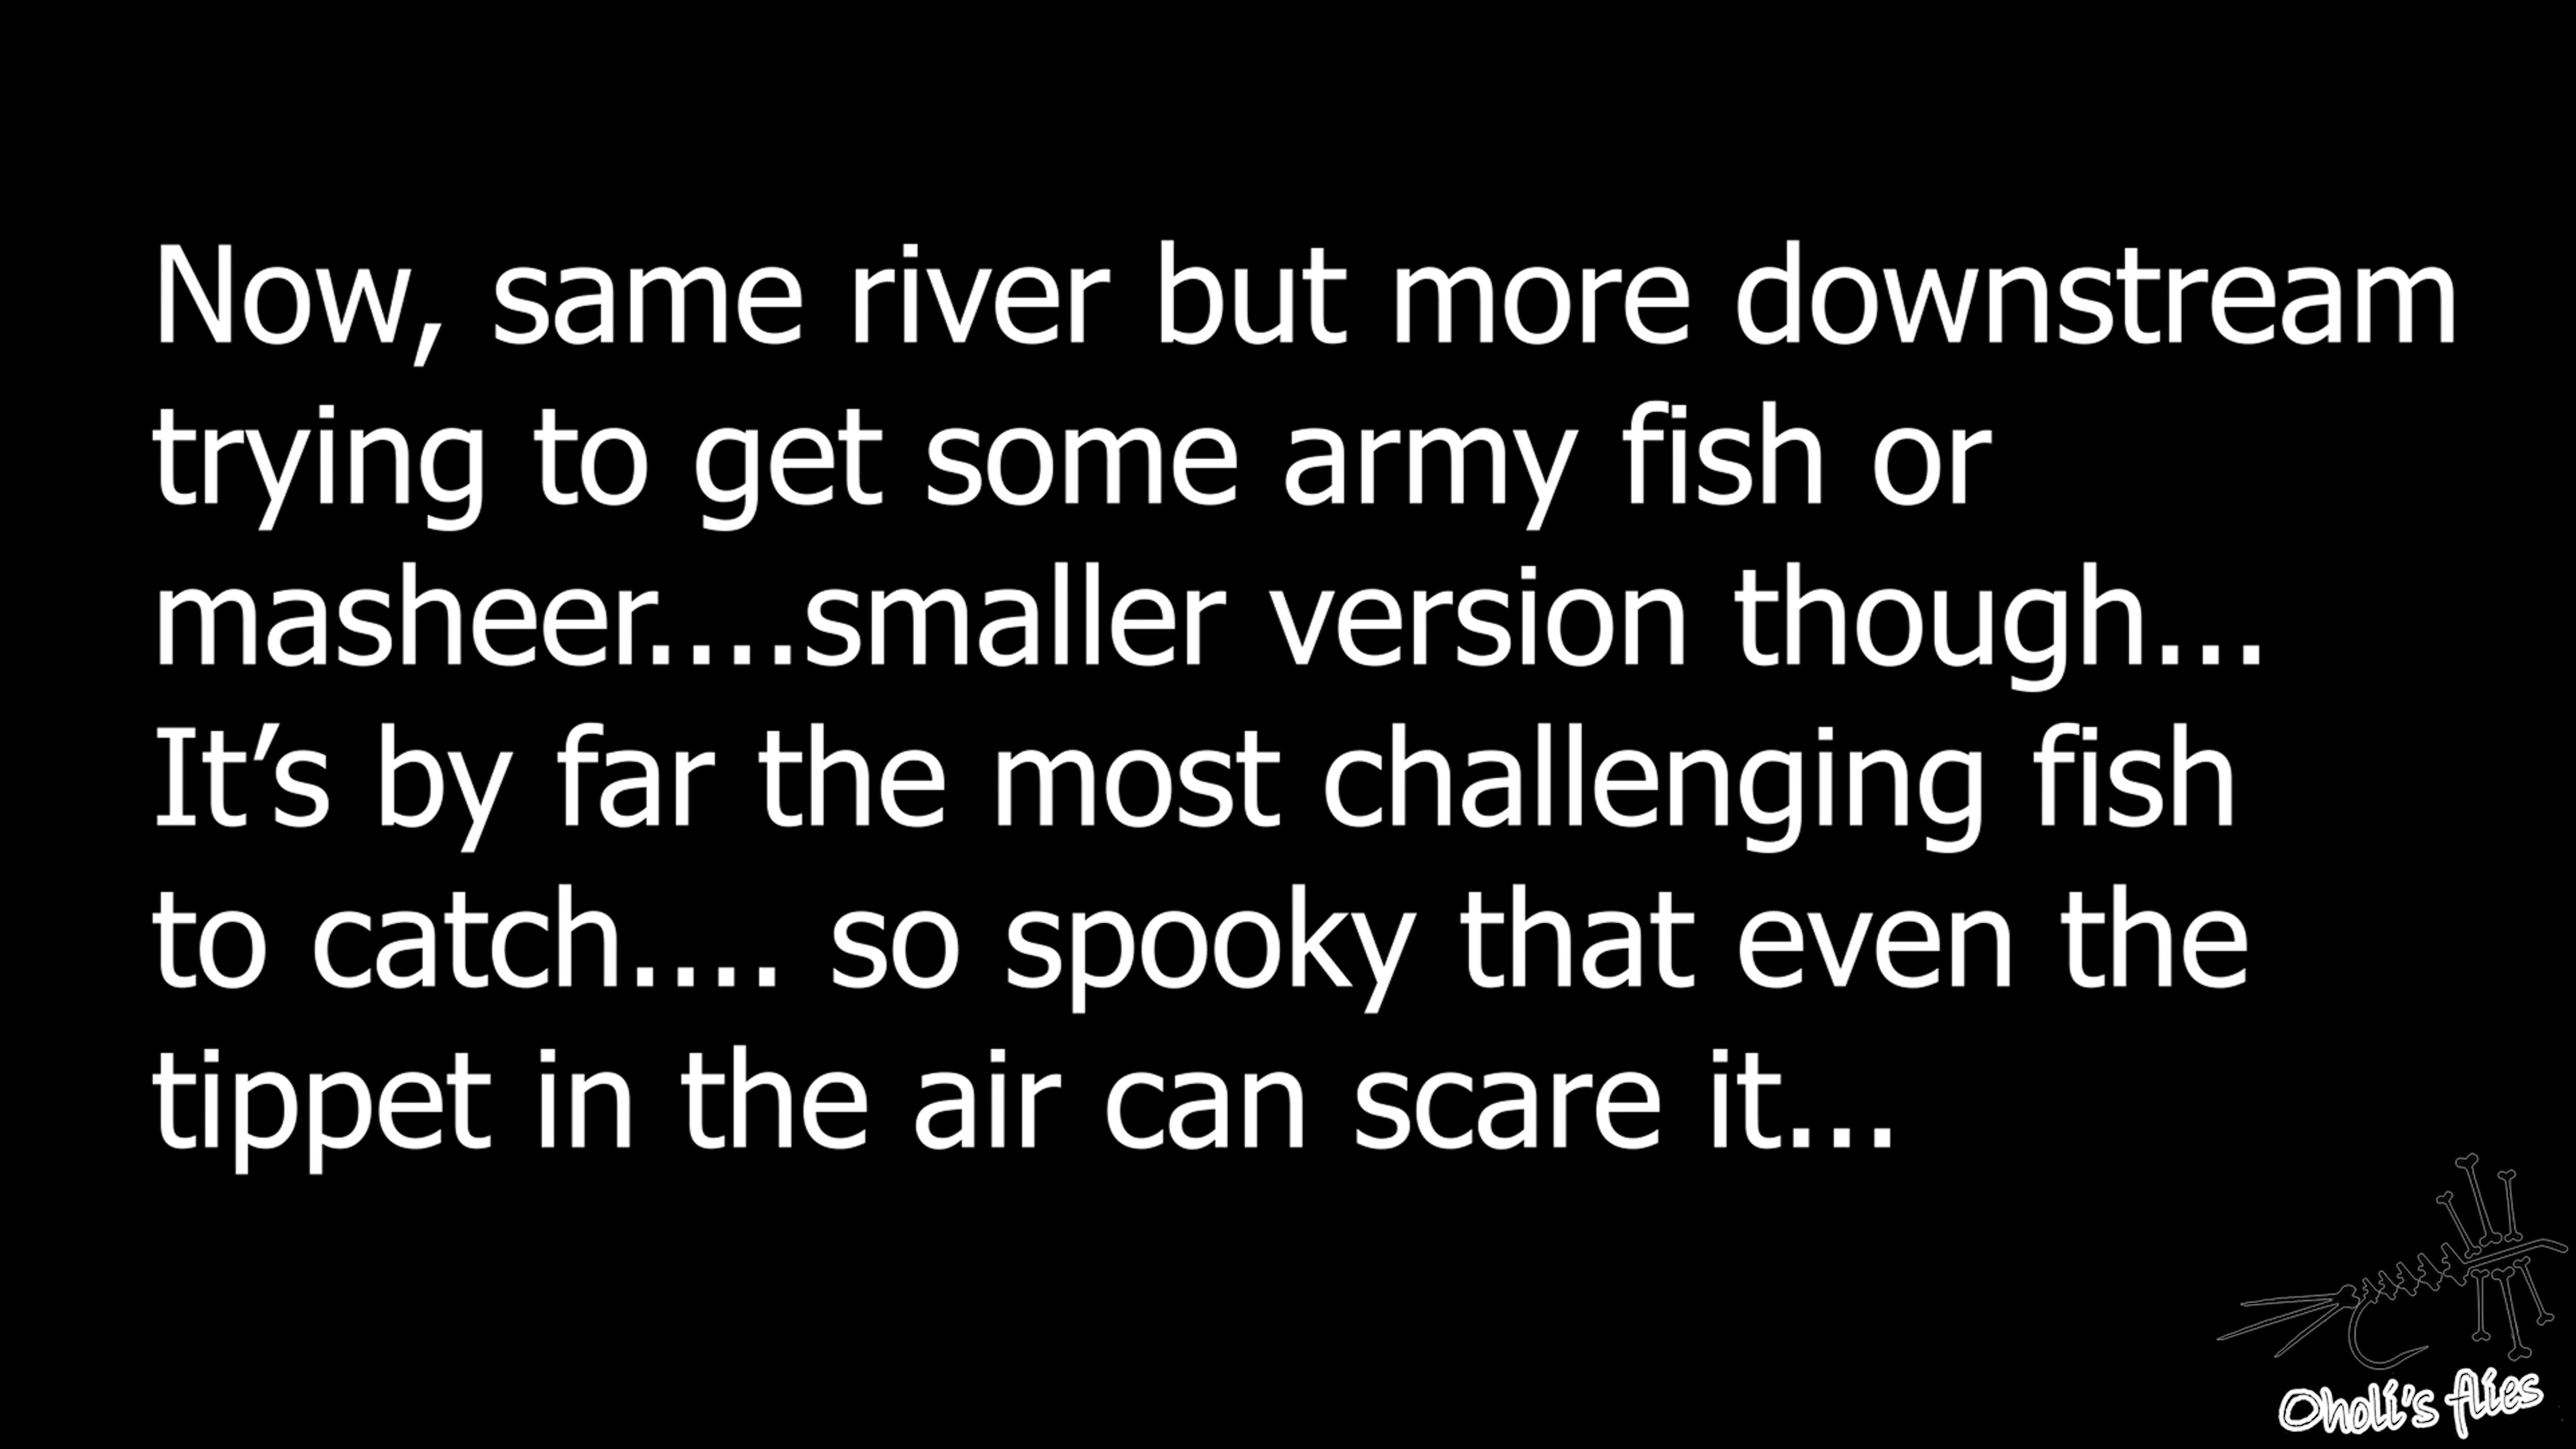 Now, same river but more downstream
trying to get some army fish or
masheer....smaller version though...
It’s by far the most challenging fish
to catch.... so spooky that even the
tippet in the air can scare it...
Oholi's flies